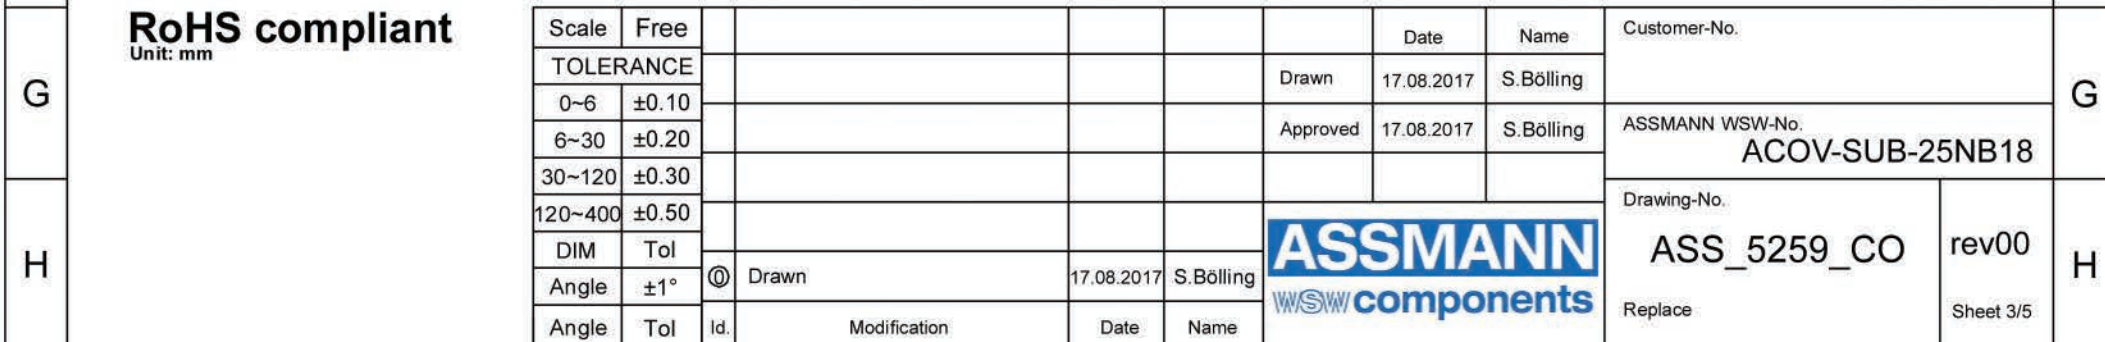 G
H
RoHS compliant
Unit: mm
Scale Free
TOLERANCE
0~6 ±0.10
6~30 ±0.20
30~120 ±0.30
120~400 ±0.50
DIM Tol
Angle ±1°
Angle Tol
0 Drawn 17.08.2017 S.Bölling
Id. Modification Date Name
Date Name
Drawn 17.08.2017 S.Bölling
Approved 17.08.2017 S.Bölling
ASSMANN
WSW components
Customer-No.
ASSMANN WSW-No.
ACOV-SUB-25NB18
Drawing-No.
ASS_5259_CO rev00
Replace Sheet 3/5
G
H